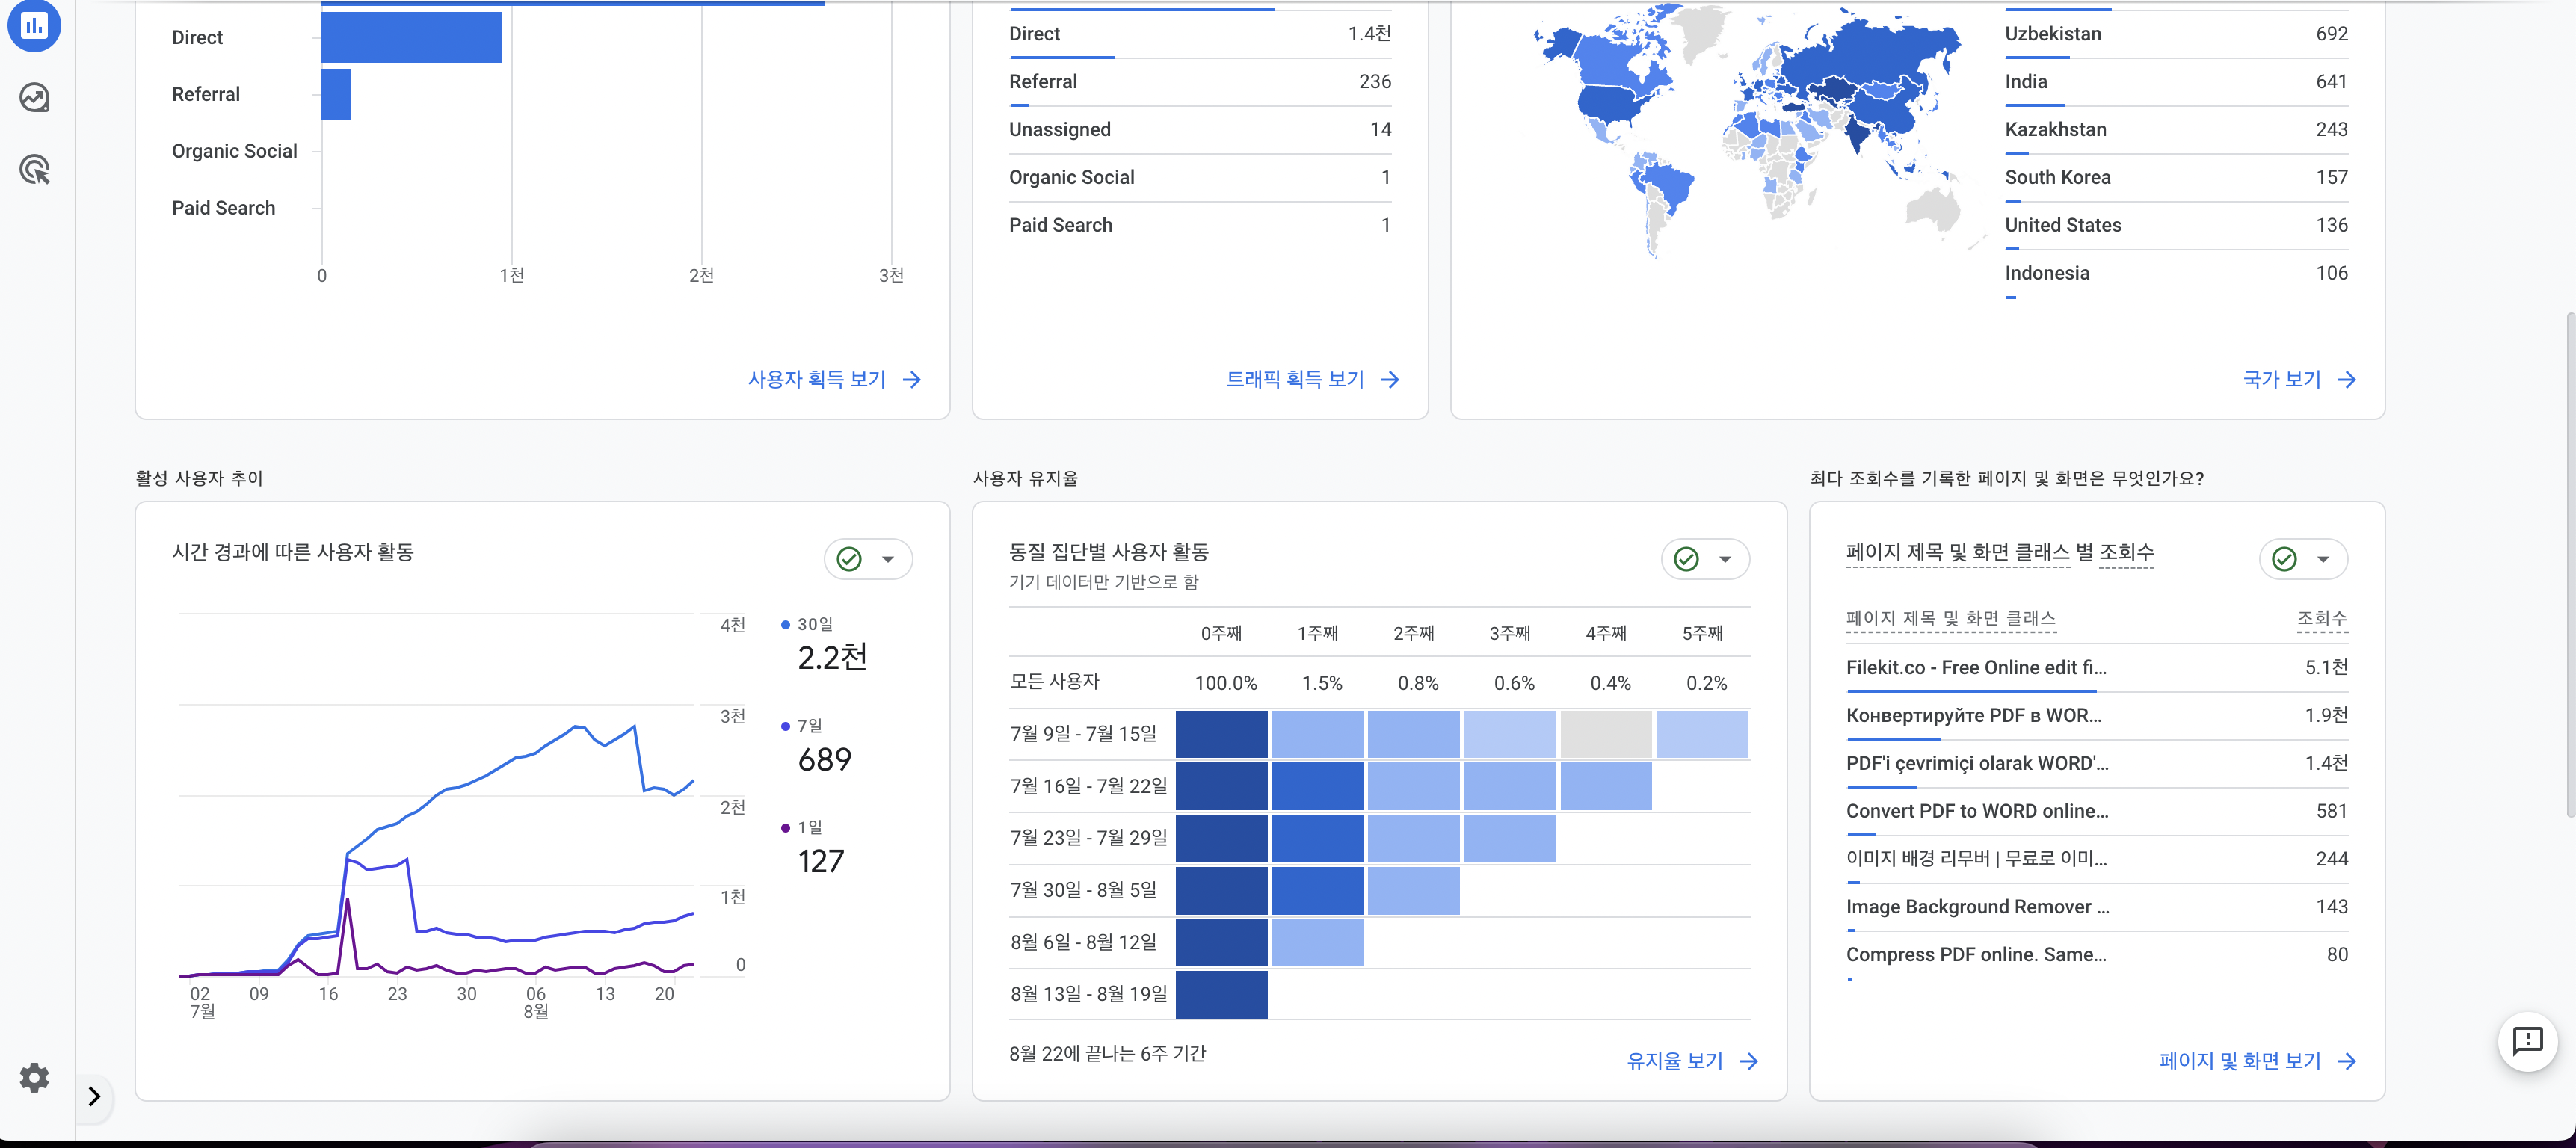 Direct
Referral
Organic Social
Paid Search
0 1천 2천 3천
사용자 획득 보기
Direct 1.4천
Referral 236
Unassigned 14
Organic Social 1
Paid Search 1
트래픽 획득 보기
Uzbekistan 692
India 641
Kazakhstan 243
South Korea 157
United States 136
Indonesia 106
국가 보기
활성 사용자 추이
시간 경과에 따른 사용자 활동
4천
3천
2천
1천
0
02 09 16 23 30 06 13 20
7월 8월
30일
2.2천
7일
689
1일
127
사용자 유지율
동질 집단별 사용자 활동
기기 데이터만 기반으로 함
0주째 1주째 2주째 3주째 4주째 5주째
모든 사용자 100.0% 1.5% 0.8% 0.6% 0.4% 0.2%
7월 9일 - 7월 15일
7월 16일 - 7월 22일
7월 23일 - 7월 29일
7월 30일 - 8월 5일
8월 6일 - 8월 12일
8월 13일 - 8월 19일
8월 22에 끝나는 6주 기간
유지율 보기
최다 조회수를 기록한 페이지 및 화면은 무엇인가요?
페이지 제목 및 화면 클래스 별 조회수
페이지 제목 및 화면 클래스 조회수
Filekit.co - Free Online edit fi... 5.1천
Конвертируйте PDF в WOR... 1.9천
PDF'i çevrimiçi olarak WORD'... 1.4천
Convert PDF to WORD online... 581
이미지 배경 리무버 | 무료로 이미... 244
Image Background Remover ... 143
Compress PDF online. Same... 80
페이지 및 화면 보기